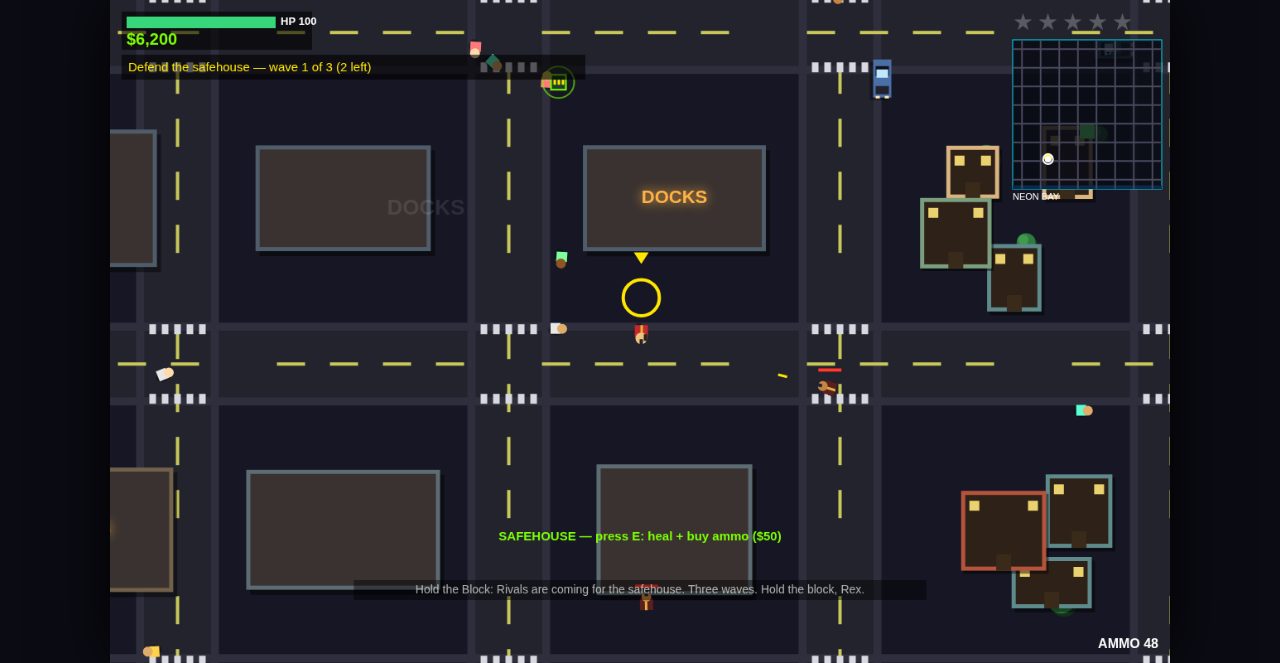 HP 100
$6,200
Defend the safehouse — wave 1 of 3 (2 left)
DOCKS
DOCKS
NEON BAY
SAFEHOUSE — press E: heal + buy ammo ($50)
Hold the Block: Rivals are coming for the safehouse. Three waves. Hold the block, Rex.
AMMO 48